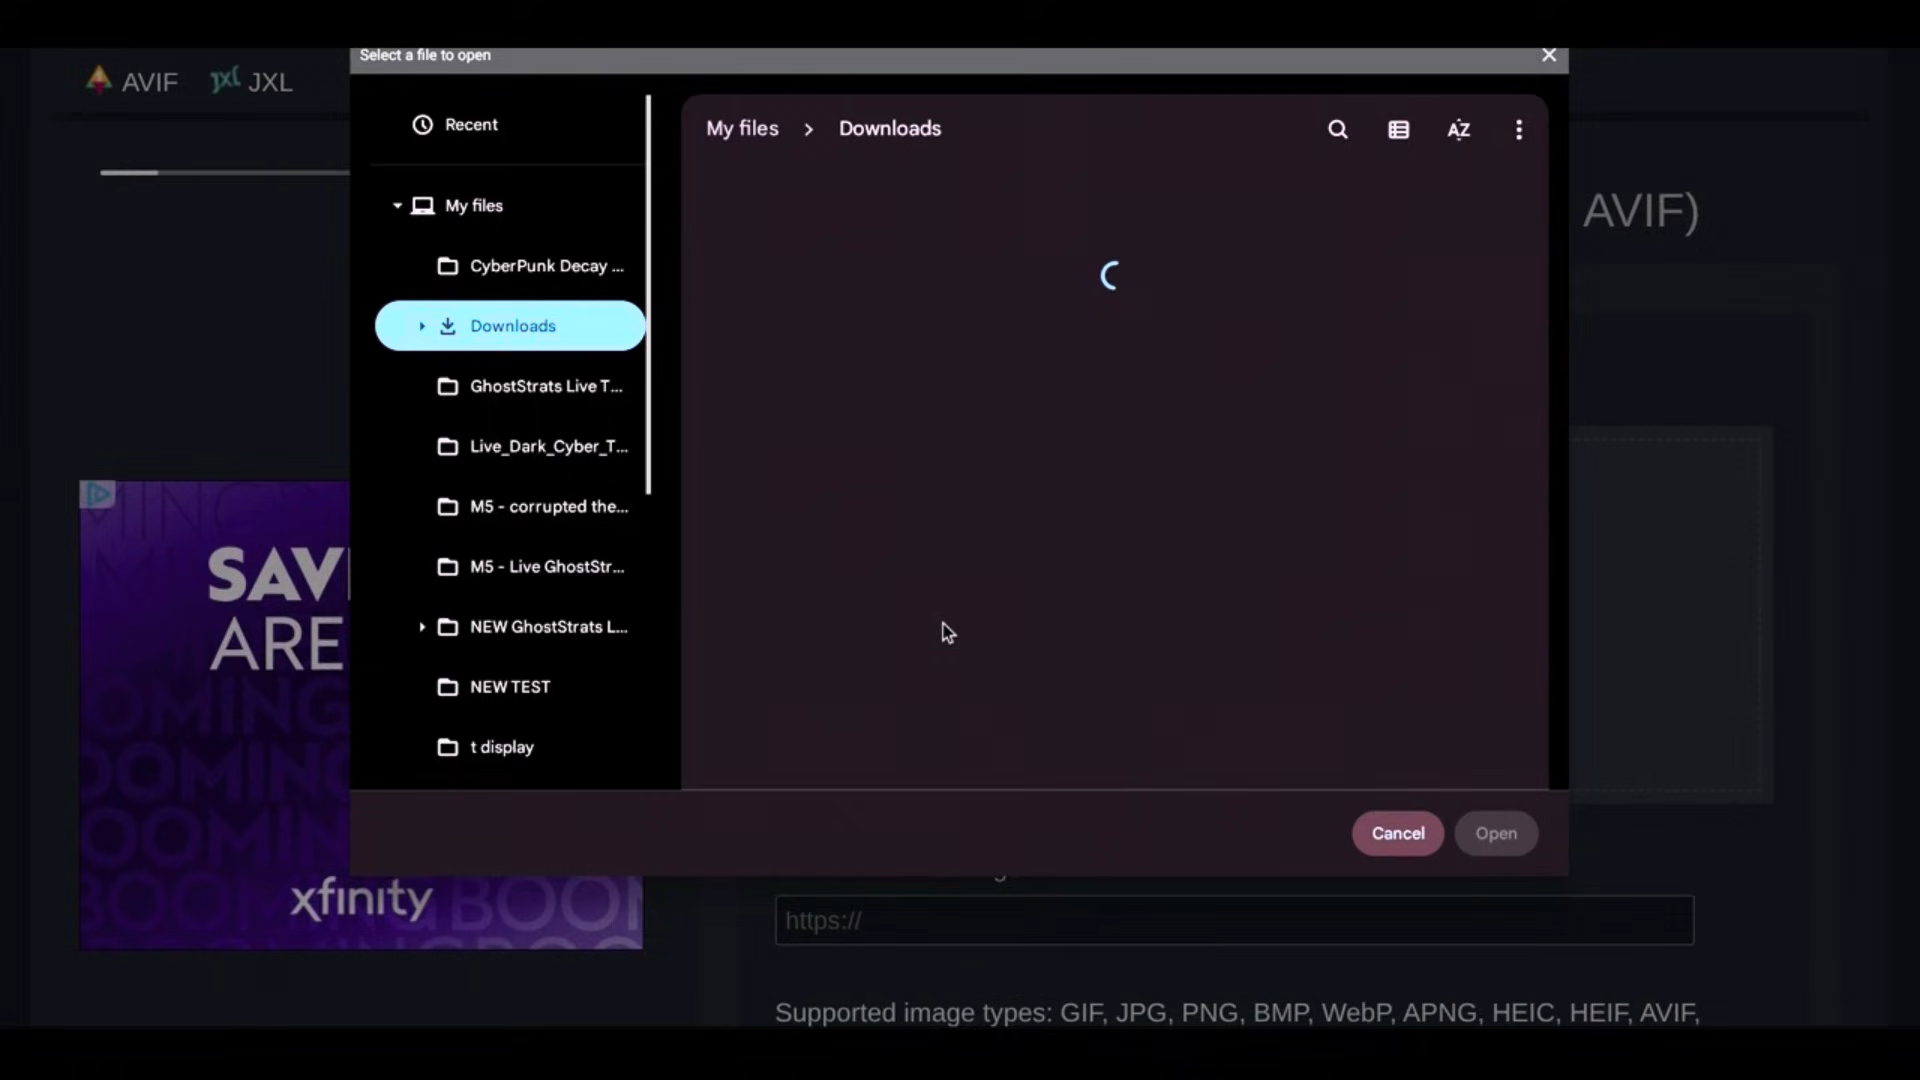 Select a file to open
AVIF JXL
Recent
My files > Downloads
AZ
My files
AVIF)
CyberPunk Decay ...
Downloads
GhostStrats Live T...
Live_Dark_Cyber_T...
M5 - corrupted the...
M5 - Live GhostStr...
NEW GhostStrats L...
NEW TEST
t display
SAV
ARE
Cancel
Open
xfinity
https://
Supported image types: GIF, JPG, PNG, BMP, WebP, APNG, HEIC, HEIF, AVIF,